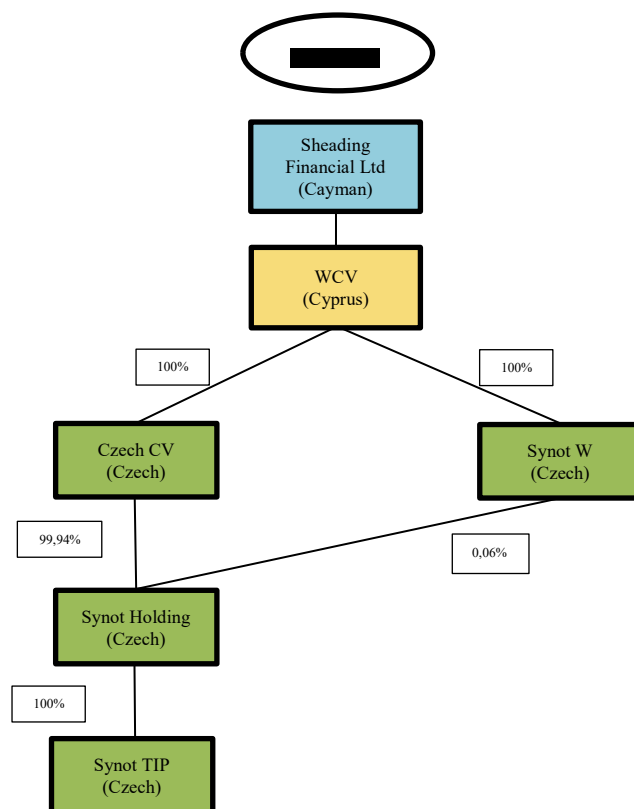 Sheading
Financial Ltd
(Cayman)
WCV
(Cyprus)
100%
100%
Czech CV
(Czech)
Synot W
(Czech)
99,94%
0,06%
Synot Holding
(Czech)
100%
Synot TIP
(Czech)